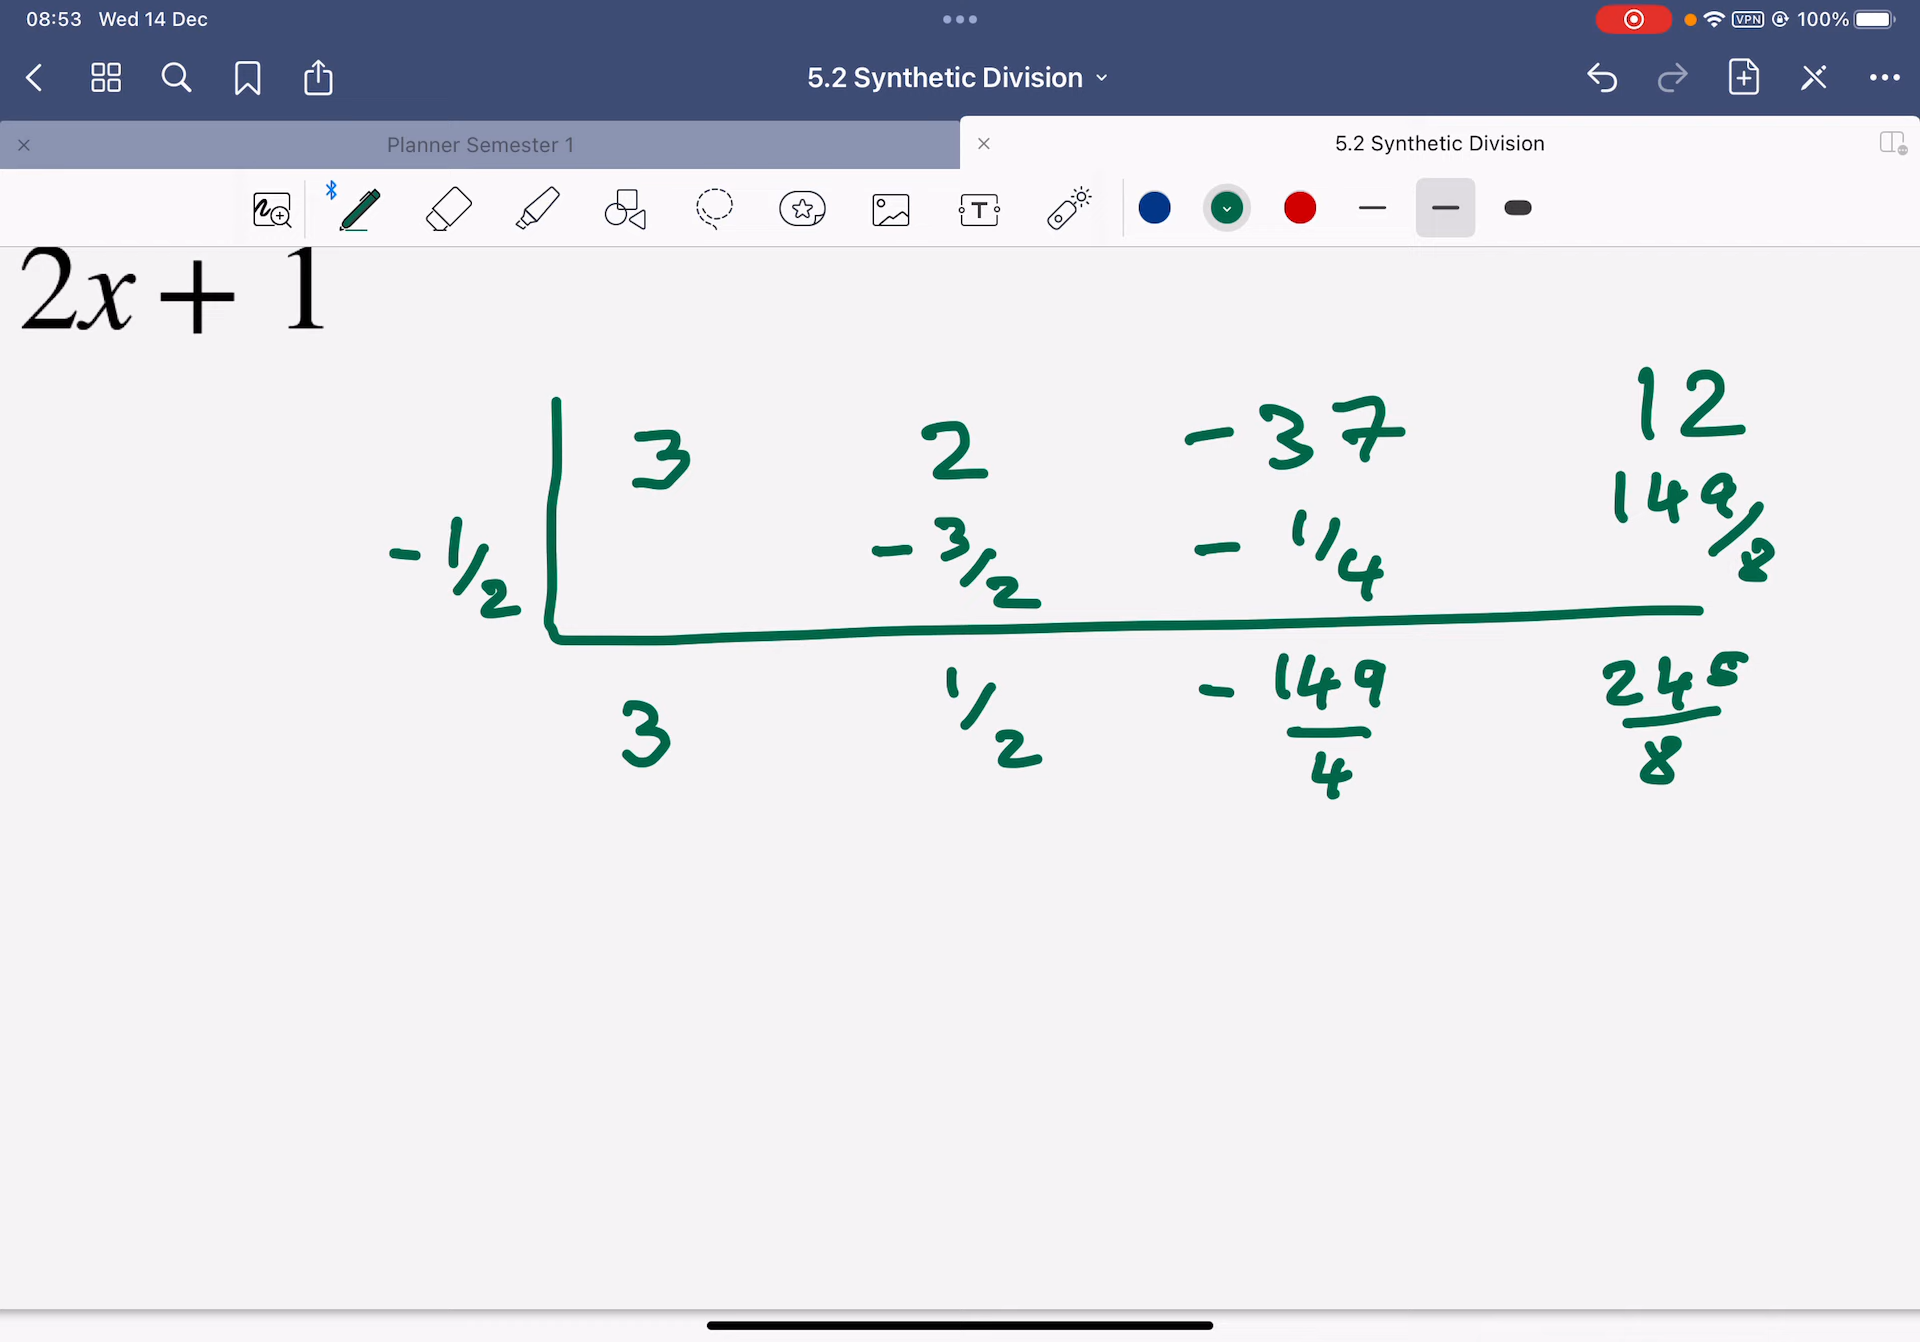 08:53 Wed 14 Dec VPN 100%
5.2 Synthetic Division
Planner Semester 1 5.2 Synthetic Division
T
2x + 1
3 2 -37 12
-1/2 -3/2 -1/4 149/8
3 1/2 -149/4 245/8